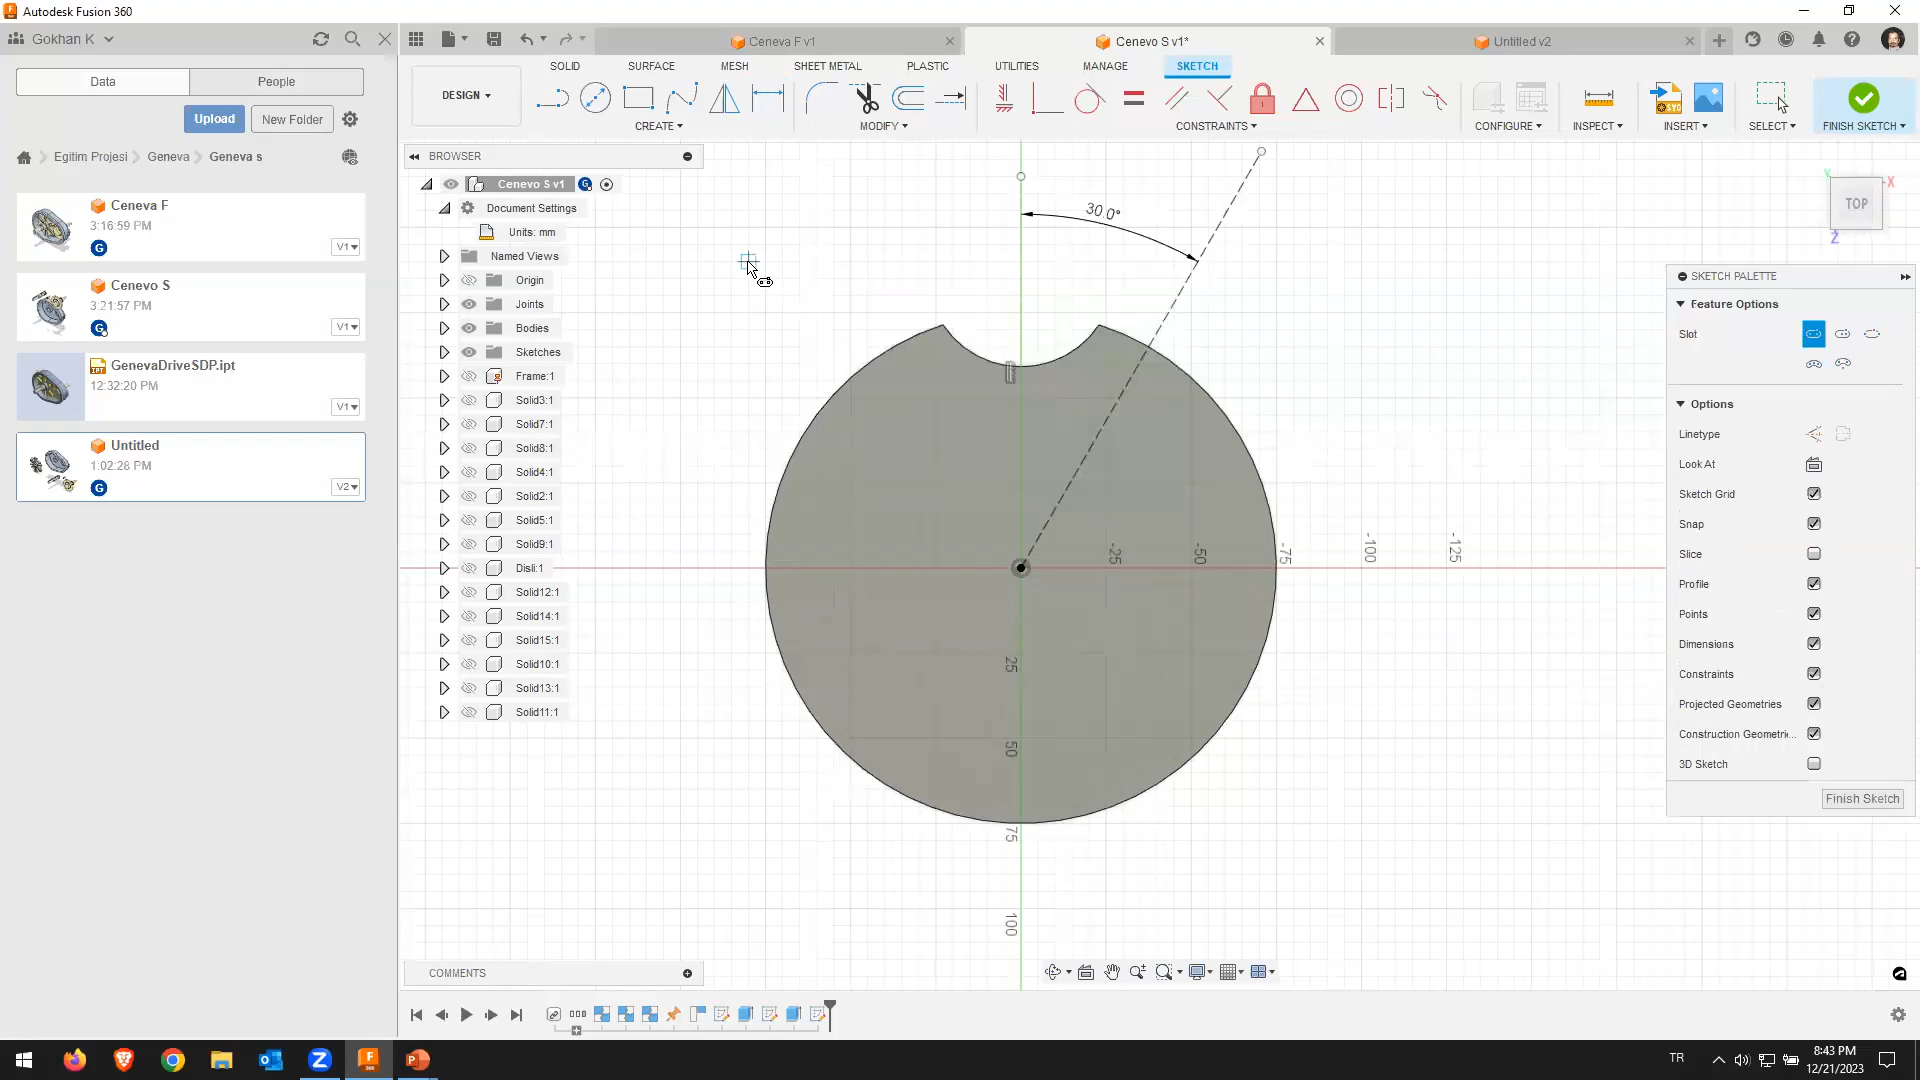 Autodesk Fusion 360
Gokhan K
Ceneva F v1
Cenevo S v1*
Untitled v2
SOLID
SURFACE
MESH
SHEET METAL
PLASTIC
UTILITIES
MANAGE
SKETCH
Data
People
DESIGN
CREATE
MODIFY
CONSTRAINTS
CONFIGURE
INSPECT
INSERT
SELECT
FINISH SKETCH
Upload
New Folder
Egitim Projesi
Geneva
Geneva s
Ceneva F
3:16:59 PM
G
V1
Cenevo S
3:21:57 PM
G
V1
GenevaDriveSDP.ipt
12:32:20 PM
V1
Untitled
1:02:28 PM
G
V2
BROWSER
Cenevo S v1
G
Document Settings
Units: mm
Named Views
Origin
Joints
Bodies
Sketches
Frame:1
Solid3:1
Solid7:1
Solid8:1
Solid4:1
Solid2:1
Solid5:1
Solid9:1
Disli:1
Solid12:1
Solid14:1
Solid15:1
Solid10:1
Solid13:1
Solid11:1
30.0°
-25
-50
-75
-100
-125
25
50
75
100
Y
X
TOP
Z
SKETCH PALETTE
Feature Options
Slot
Options
Linetype
Look At
Sketch Grid
Snap
Slice
Profile
Points
Dimensions
Constraints
Projected Geometries
Construction Geometri...
3D Sketch
Finish Sketch
COMMENTS
TR
8:43 PM
12/21/2023